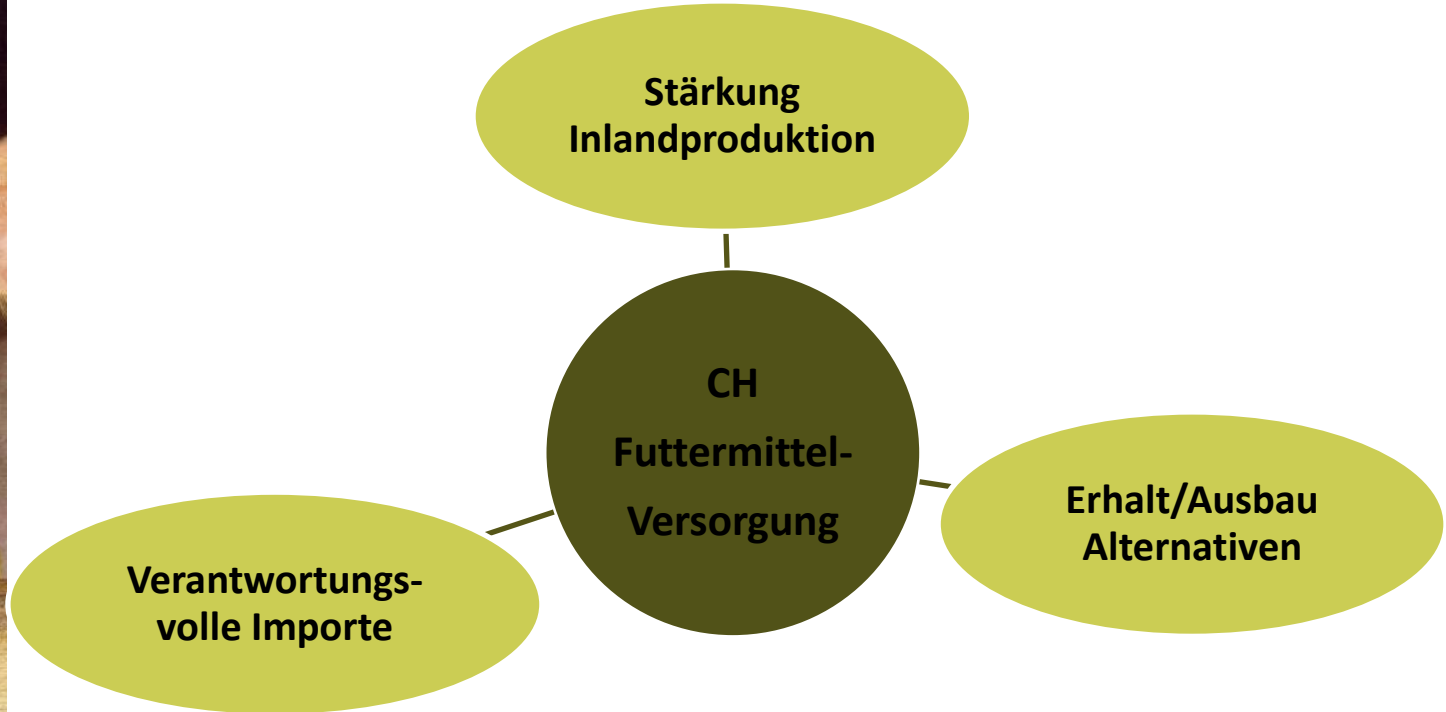 Stärkung
Inlandproduktion
CH
Futtermittel-
Versorgung
Erhalt/Ausbau
Alternativen
Verantwortungs-
volle Importe